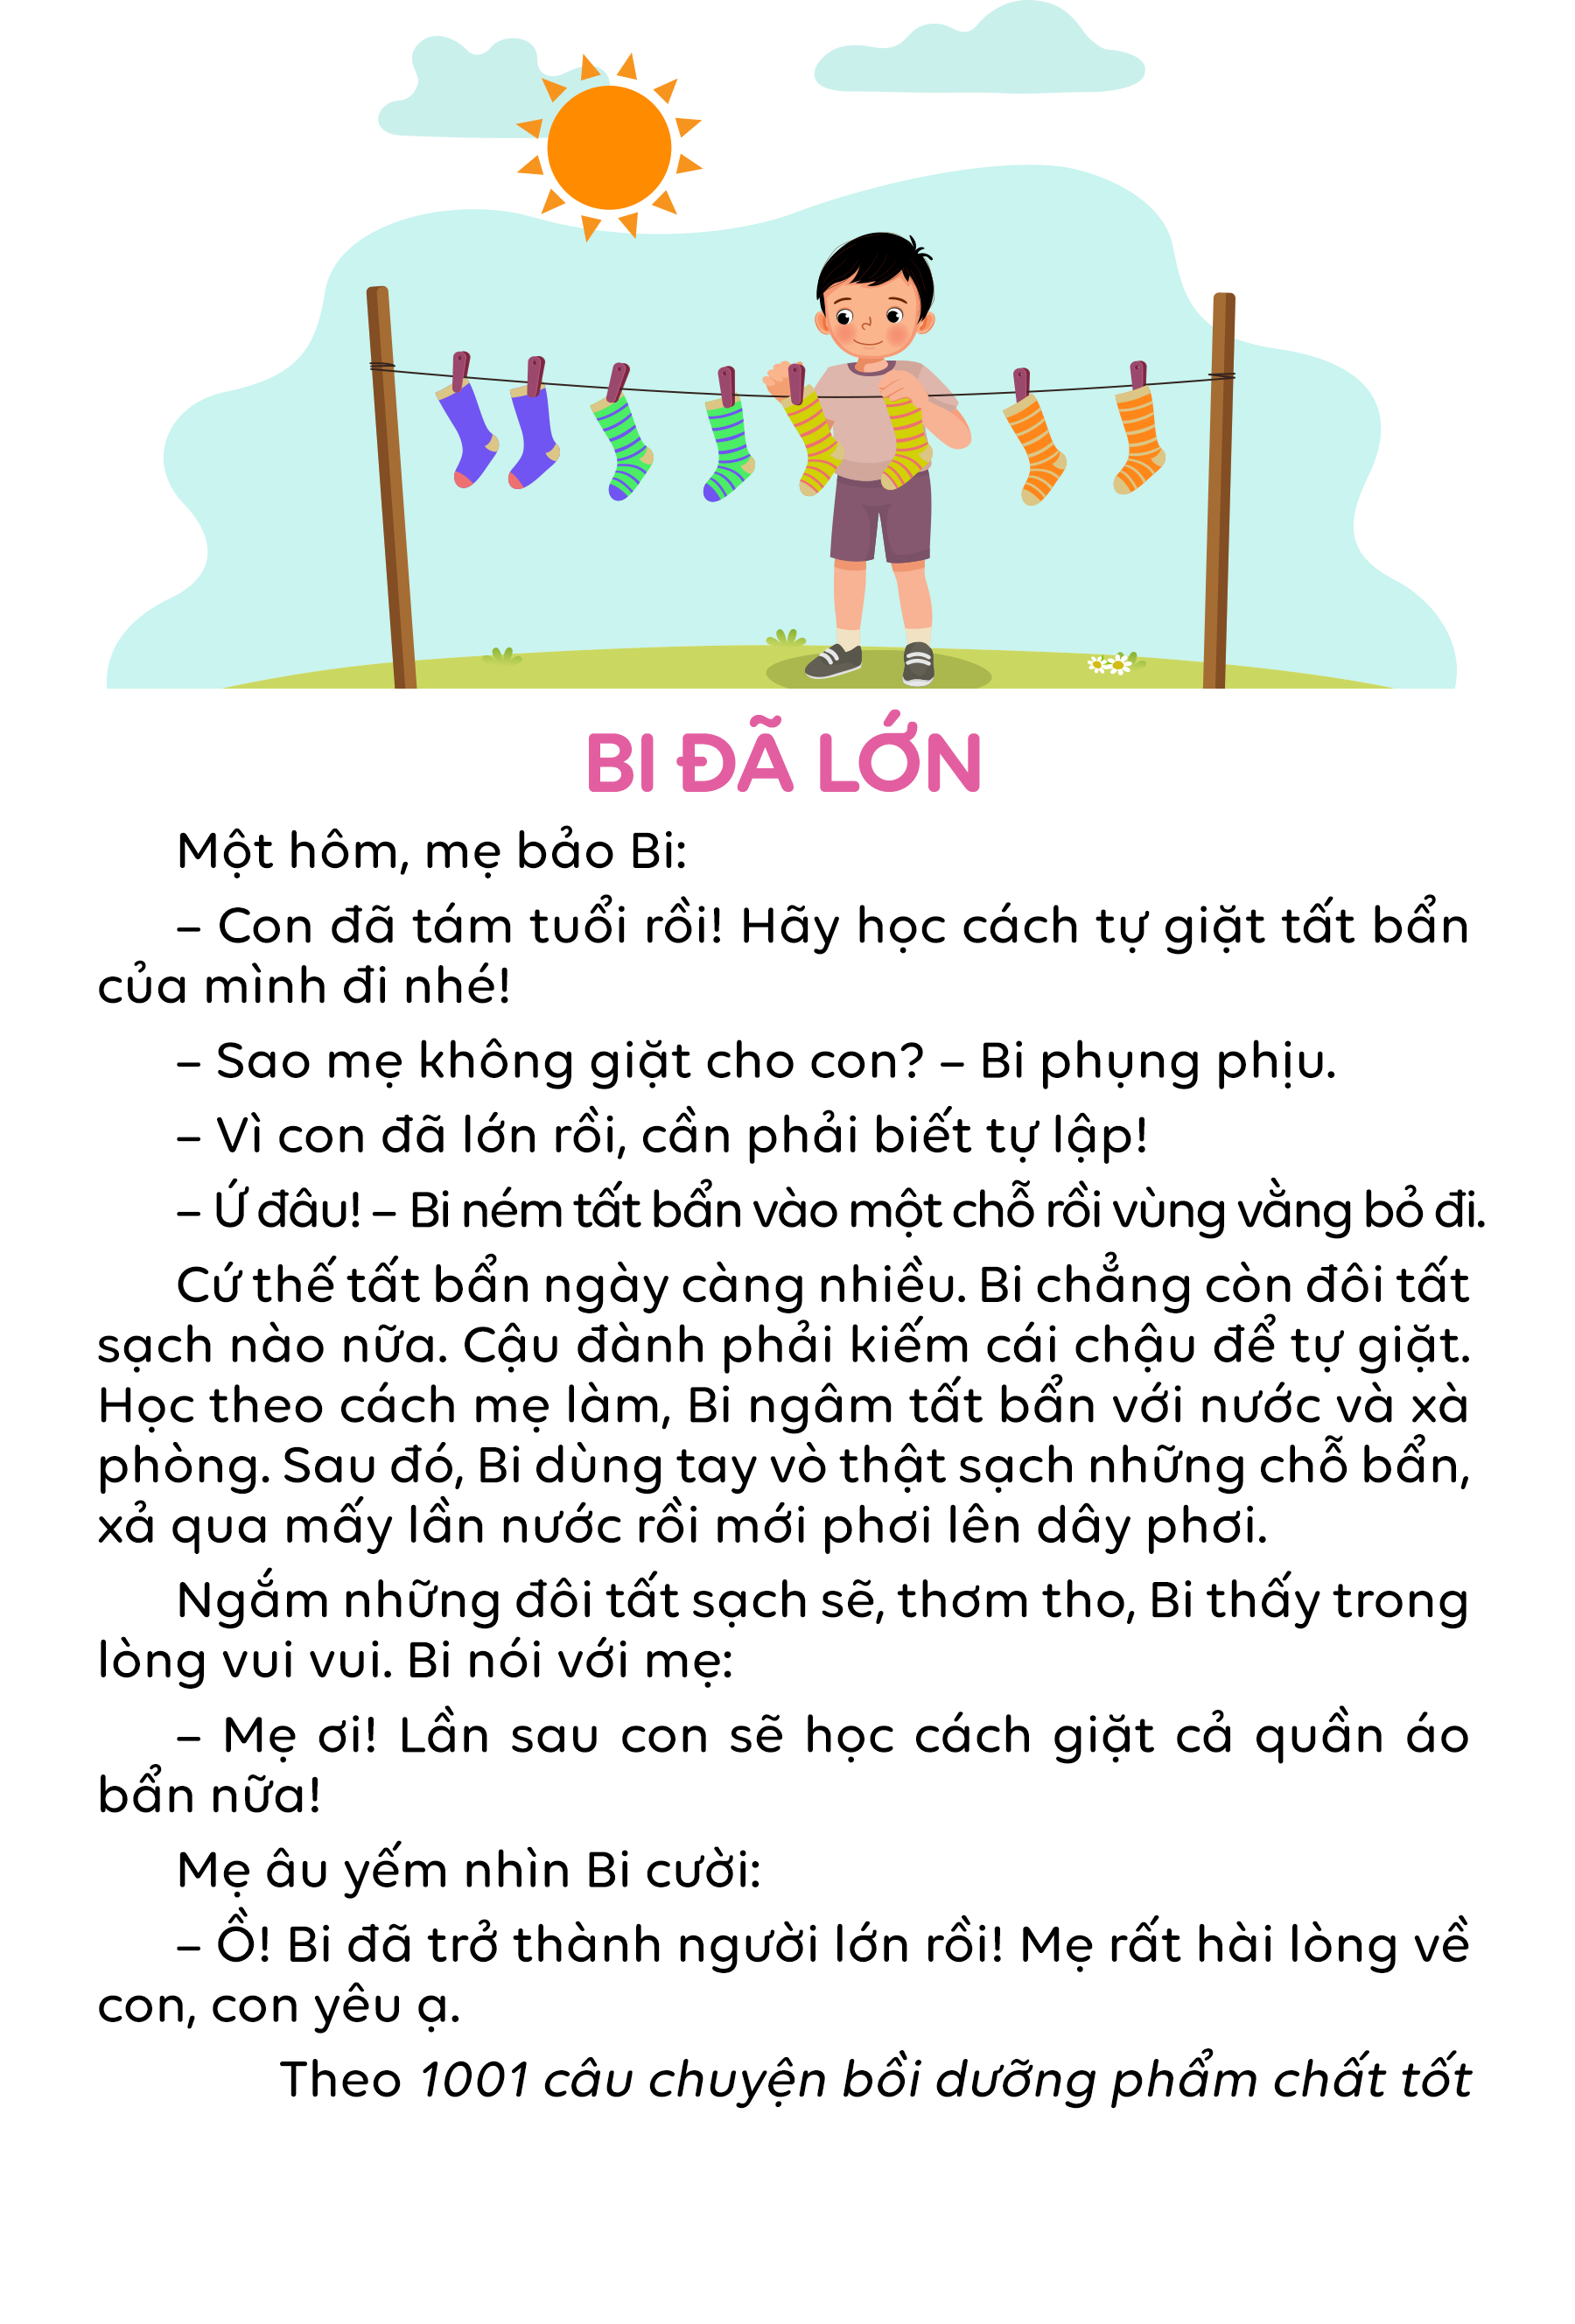 BI ĐÃ LỚN
Một hôm, mẹ bảo Bi:
– Con đã tám tuổi rồi! Hãy học cách tự giặt tất bẩn
của mình đi nhé!
– Sao mẹ không giặt cho con? – Bi phụng phịu.
– Vì con đã lớn rồi, cần phải biết tự lập!
– Ứ đâu! – Bi ném tất bẩn vào một chỗ rồi vùng vằng bỏ đi.
Cứ thế tất bẩn ngày càng nhiều. Bi chẳng còn đôi tất
sạch nào nữa. Cậu đành phải kiếm cái chậu để tự giặt.
Học theo cách mẹ làm, Bi ngâm tất bẩn với nước và xà
phòng. Sau đó, Bi dùng tay vò thật sạch những chỗ bẩn,
xả qua mấy lần nước rồi mới phơi lên dây phơi.
Ngắm những đôi tất sạch sẽ, thơm tho, Bi thấy trong
lòng vui vui. Bi nói với mẹ:
– Mẹ ơi! Lần sau con sẽ học cách giặt cả quần áo
bẩn nữa!
Mẹ âu yếm nhìn Bi cười:
– Ồ! Bi đã trở thành người lớn rồi! Mẹ rất hài lòng về
con, con yêu ạ.
Theo 1001 câu chuyện bồi dưỡng phẩm chất tốt